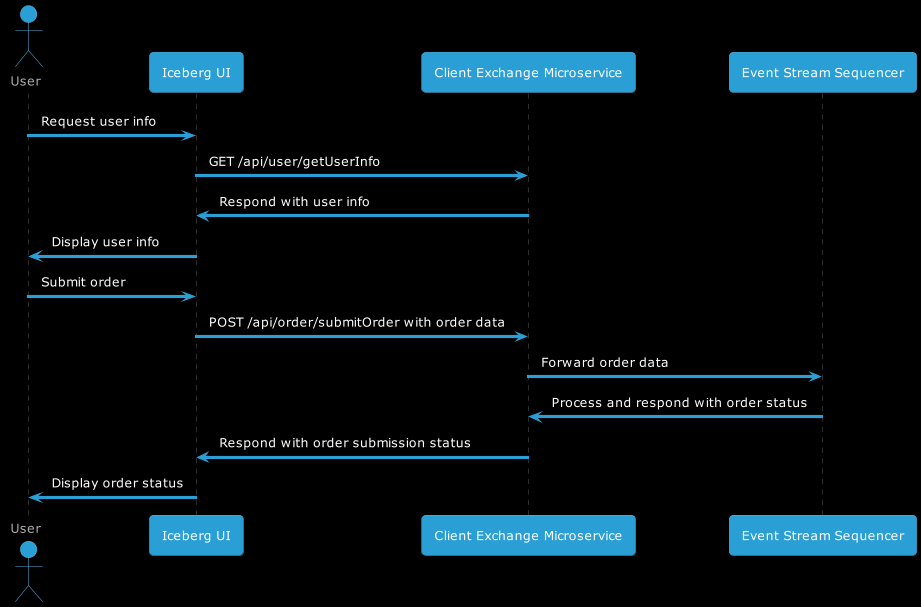 User
Iceberg UI
Client Exchange Microservice
Event Stream Sequencer
Request user info
GET /api/user/getUserInfo
Respond with user info
Display user info
Submit order
POST /api/order/submitOrder with order data
Forward order data
Process and respond with order status
Respond with order submission status
Display order status
User
Iceberg UI
Client Exchange Microservice
Event Stream Sequencer